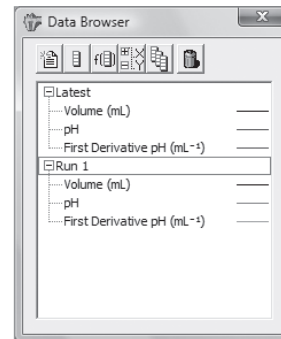 Data Browser
Latest
Volume (mL)
pH
First Derivative pH (mL⁻¹)
Run 1
Volume (mL)
pH
First Derivative pH (mL⁻¹)